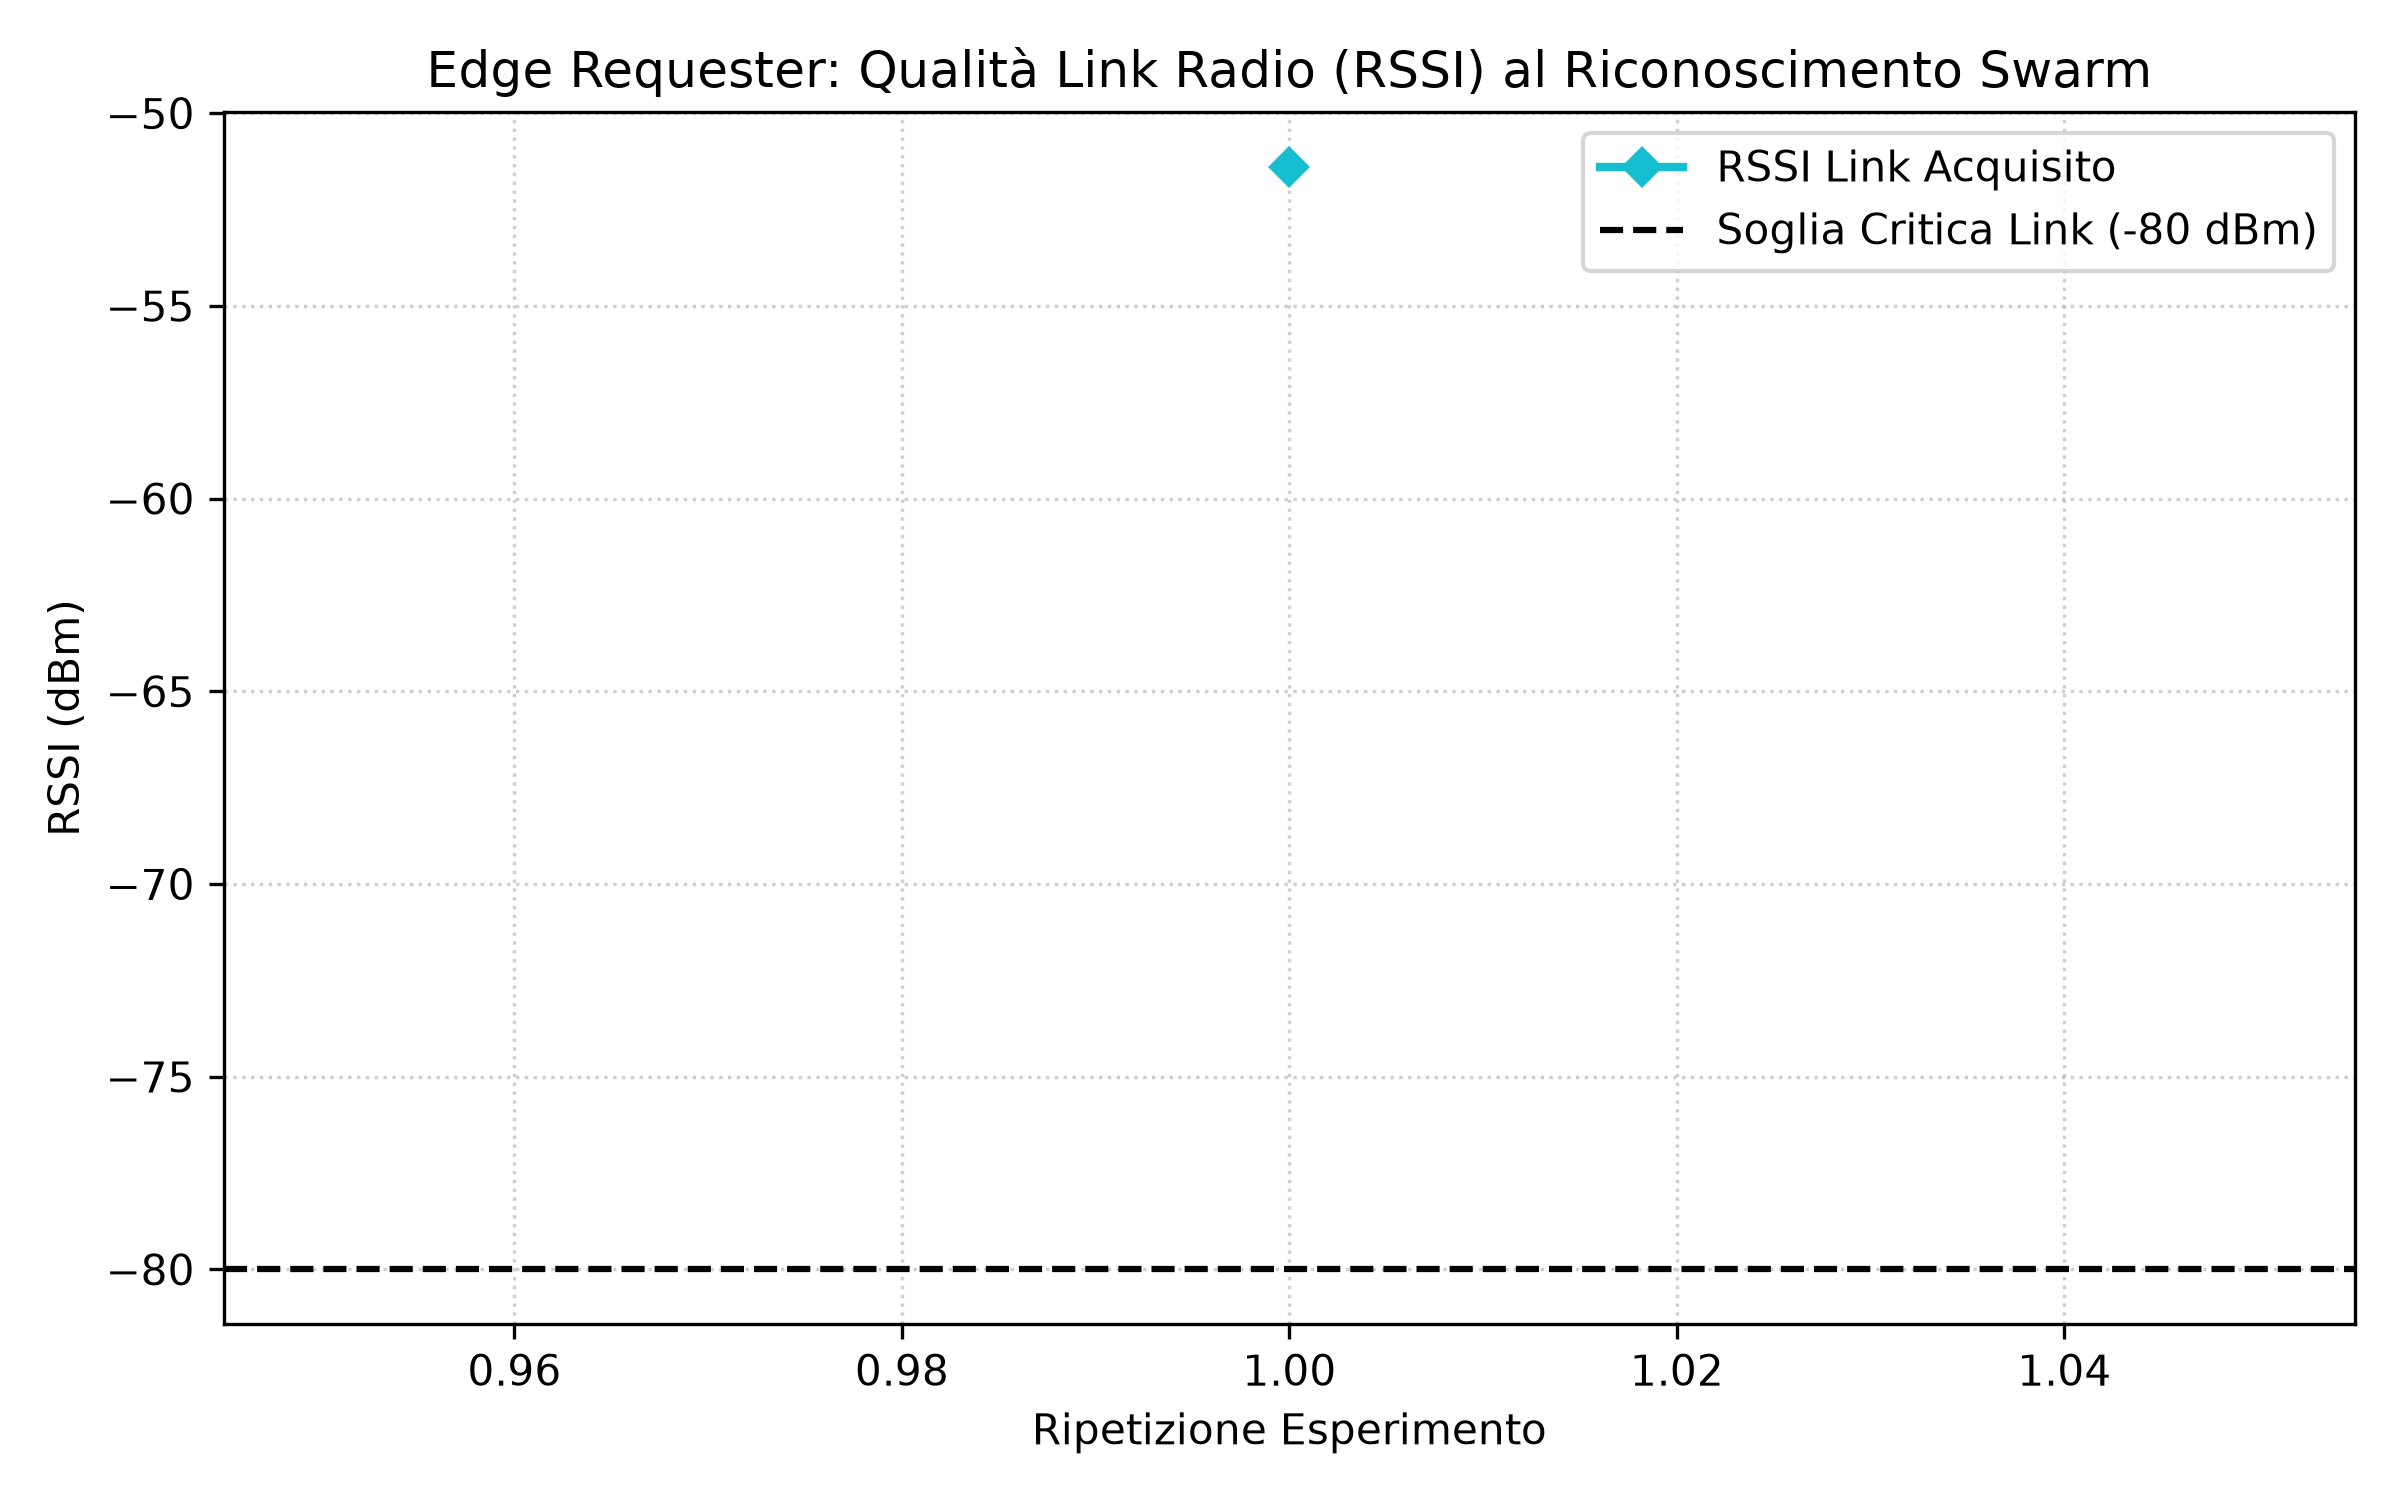 Edge Requester: Qualità Link Radio (RSSI) al Riconoscimento Swarm
RSSI Link Acquisito
Soglia Critica Link (-80 dBm)
RSSI (dBm)
−50
−55
−60
−65
−70
−75
−80
0.96
0.98
1.00
1.02
1.04
Ripetizione Esperimento